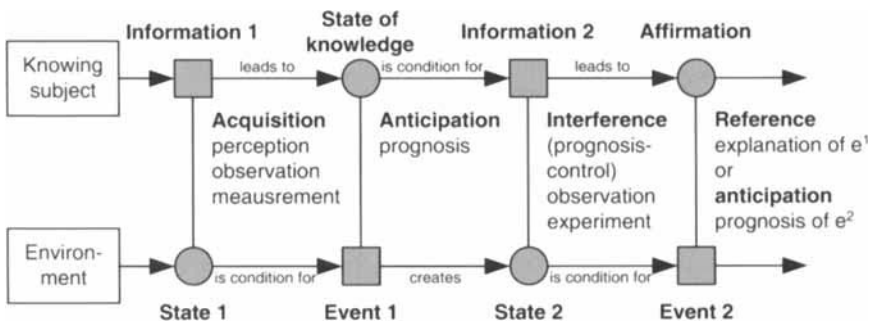 Information 1
State of
knowledge
Information 2
Affirmation
Knowing
subject
leads to
is condition for
leads to
Acquisition
perception
observation
meausrement
Anticipation
prognosis
Interference
(prognosis-
control)
observation
experiment
Reference
explanation of e¹
or
anticipation
prognosis of e²
Environ-
ment
is condition for
creates
is condition for
State 1
Event 1
State 2
Event 2